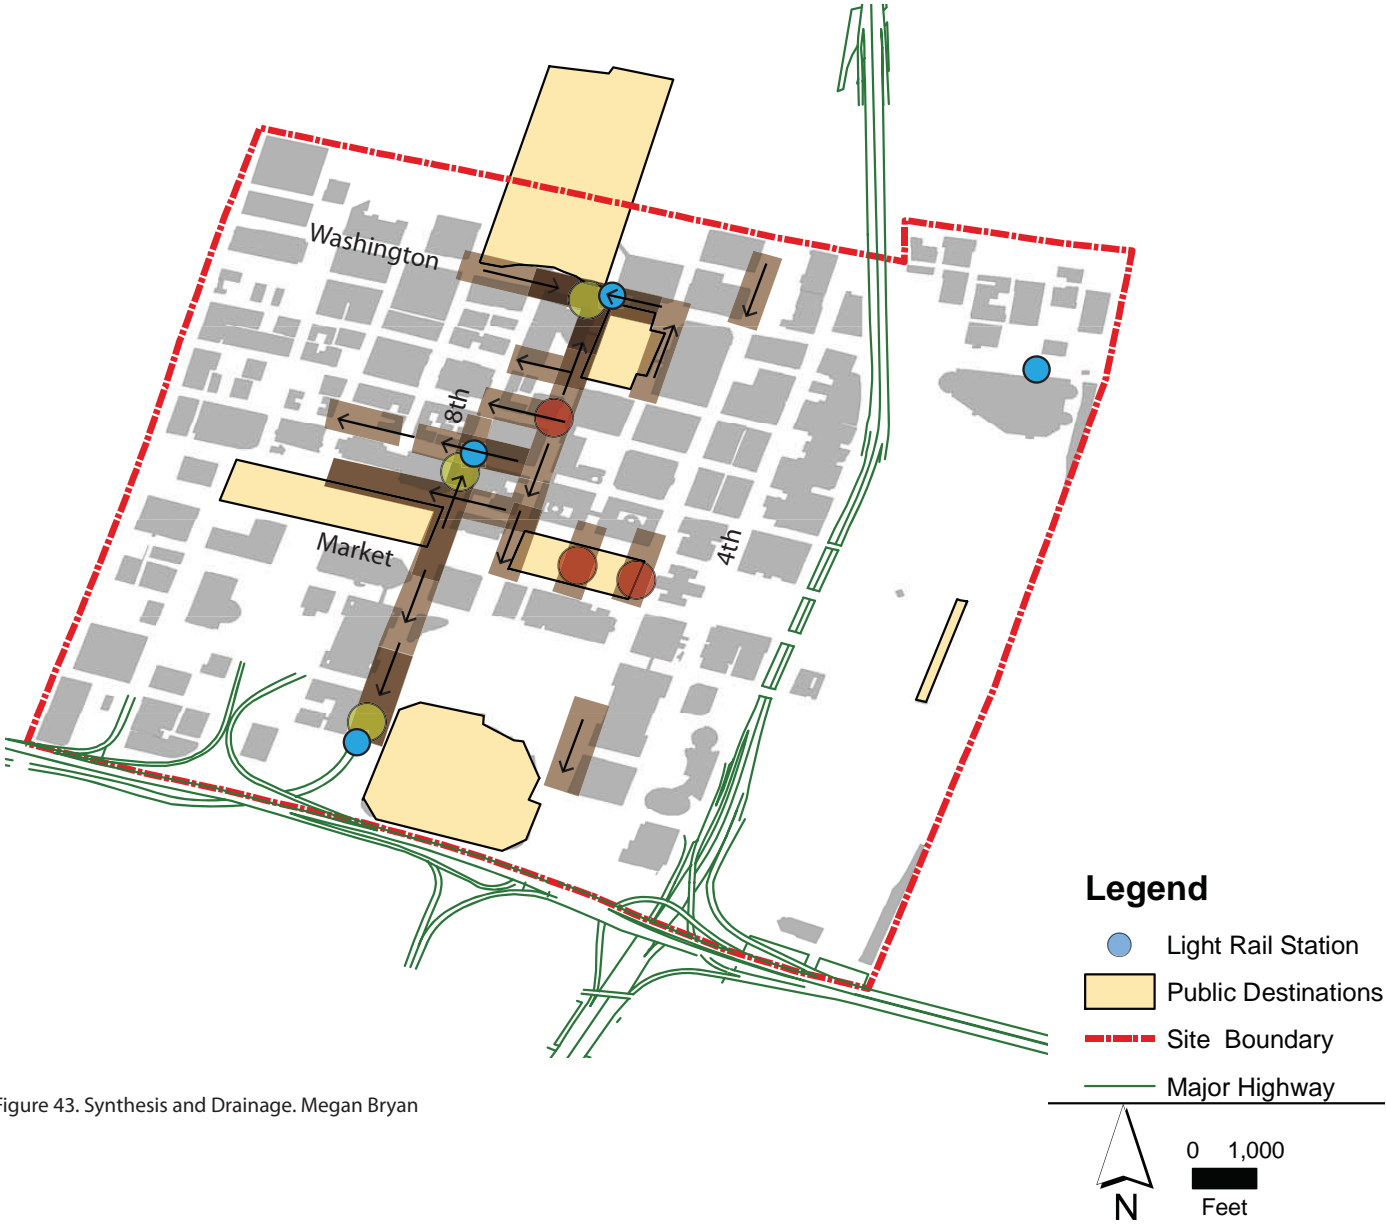 Washington
8th
Market
4th
Legend
Light Rail Station
Public Destinations
Site Boundary
Major Highway
Figure 43. Synthesis and Drainage. Megan Bryan
0 1,000
Feet
N